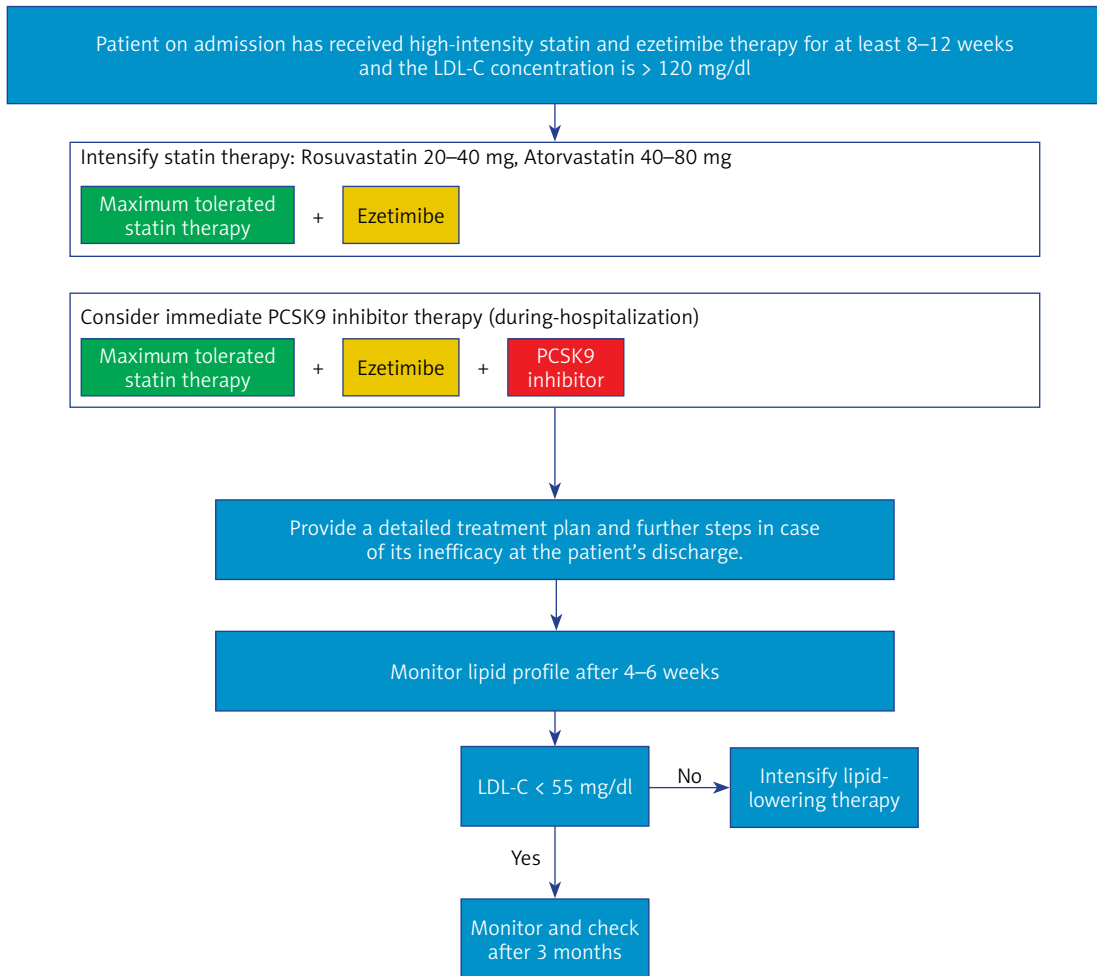 Patient on admission has received high-intensity statin and ezetimibe therapy for at least 8–12 weeks
and the LDL-C concentration is > 120 mg/dl
Intensify statin therapy: Rosuvastatin 20–40 mg, Atorvastatin 40–80 mg
Maximum tolerated
statin therapy
+
Ezetimibe
Consider immediate PCSK9 inhibitor therapy (during-hospitalization)
Maximum tolerated
statin therapy
+
Ezetimibe
+
PCSK9
inhibitor
Provide a detailed treatment plan and further steps in case
of its inefficacy at the patient’s discharge.
Monitor lipid profile after 4–6 weeks
LDL-C < 55 mg/dl
No
Intensify lipid-
lowering therapy
Yes
Monitor and check
after 3 months